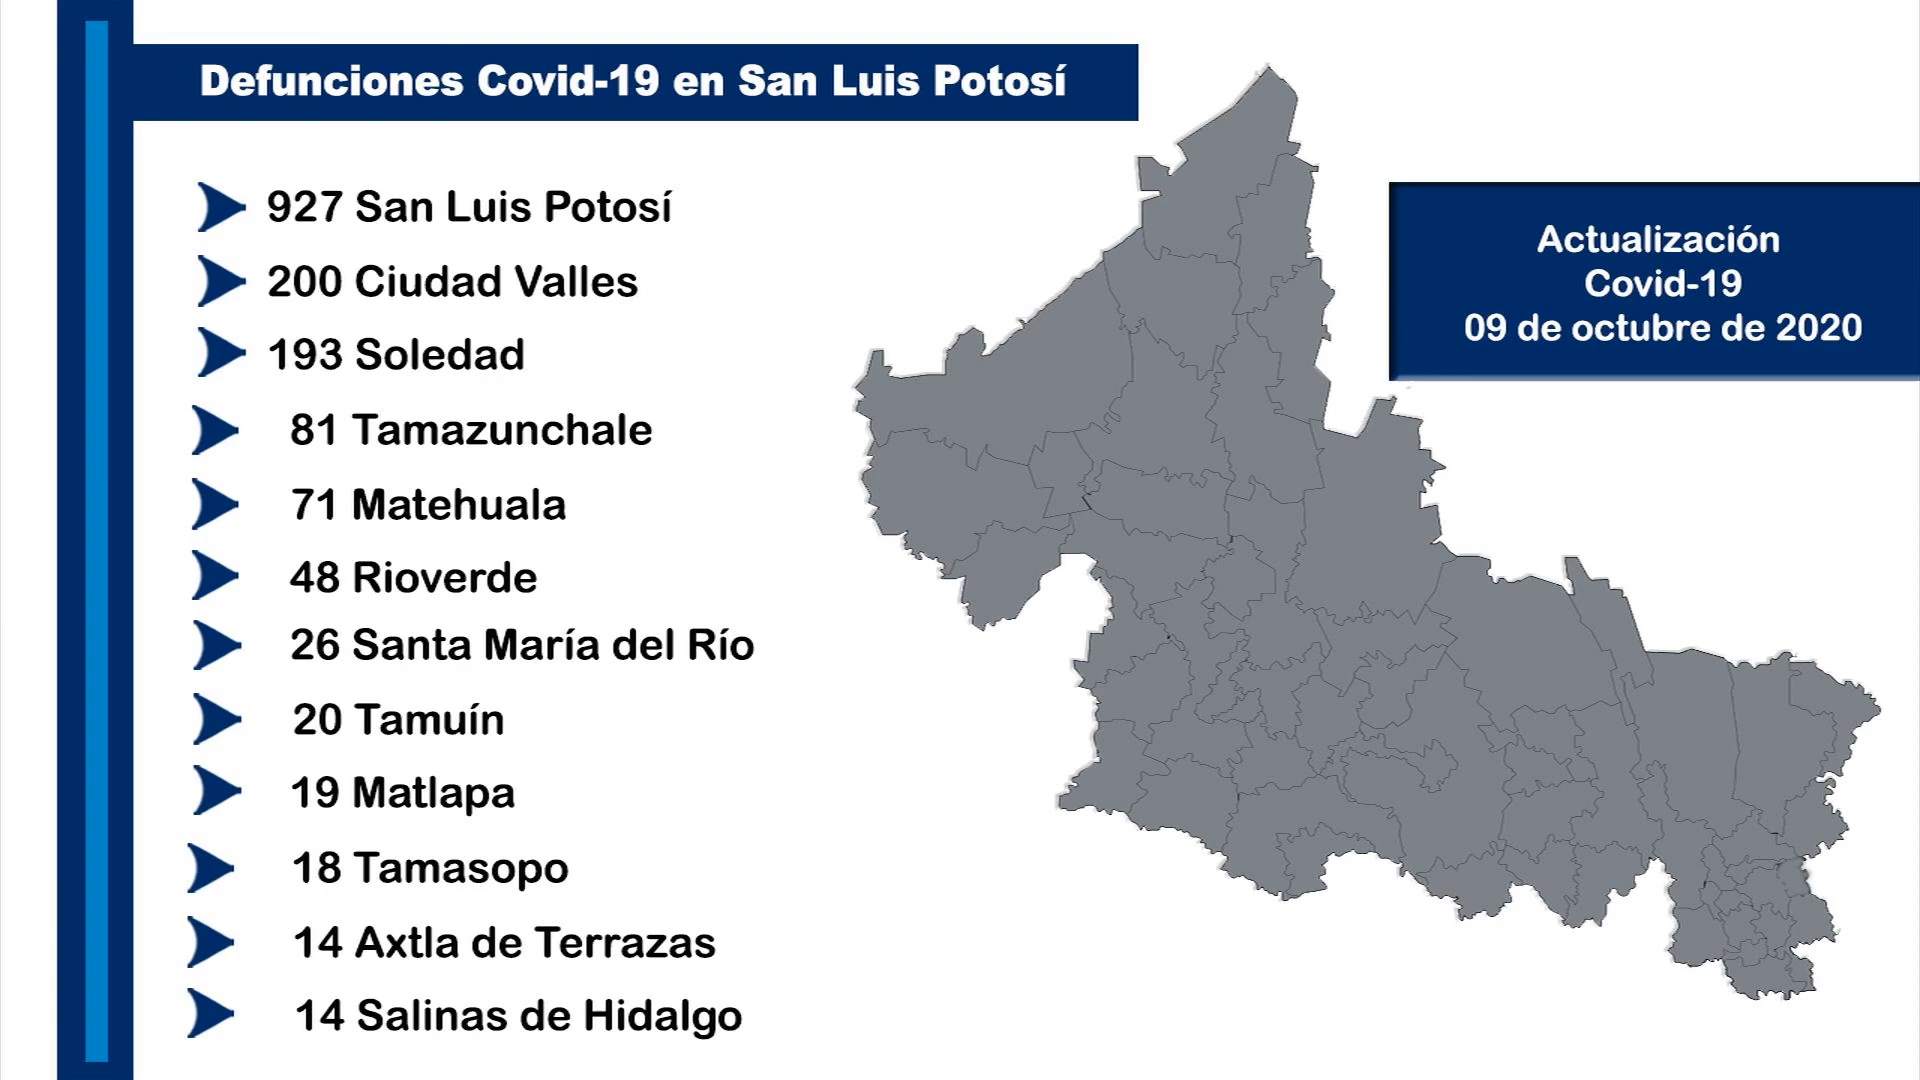 Defunciones Covid-19 en San Luis Potosí
927 San Luis Potosí
200 Ciudad Valles
193 Soledad
81 Tamazunchale
71 Matehuala
48 Rioverde
26 Santa María del Río
20 Tamuín
19 Matlapa
18 Tamasopo
14 Axtla de Terrazas
14 Salinas de Hidalgo
Actualización
Covid-19
09 de octubre de 2020